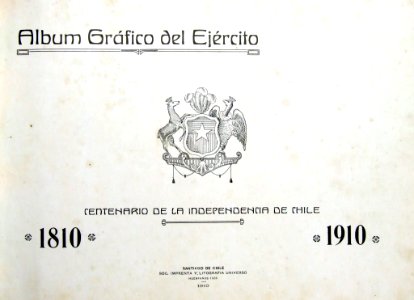 Album Gráfico del Ejército
CENTENARIO DE LA INDEPENDENCIA DE CHILE
1810 1910
SANTIAGO DE CHILE
SOC. IMPRENTA Y LITOGRAFIA UNIVERSO
HUERFANOS
1910